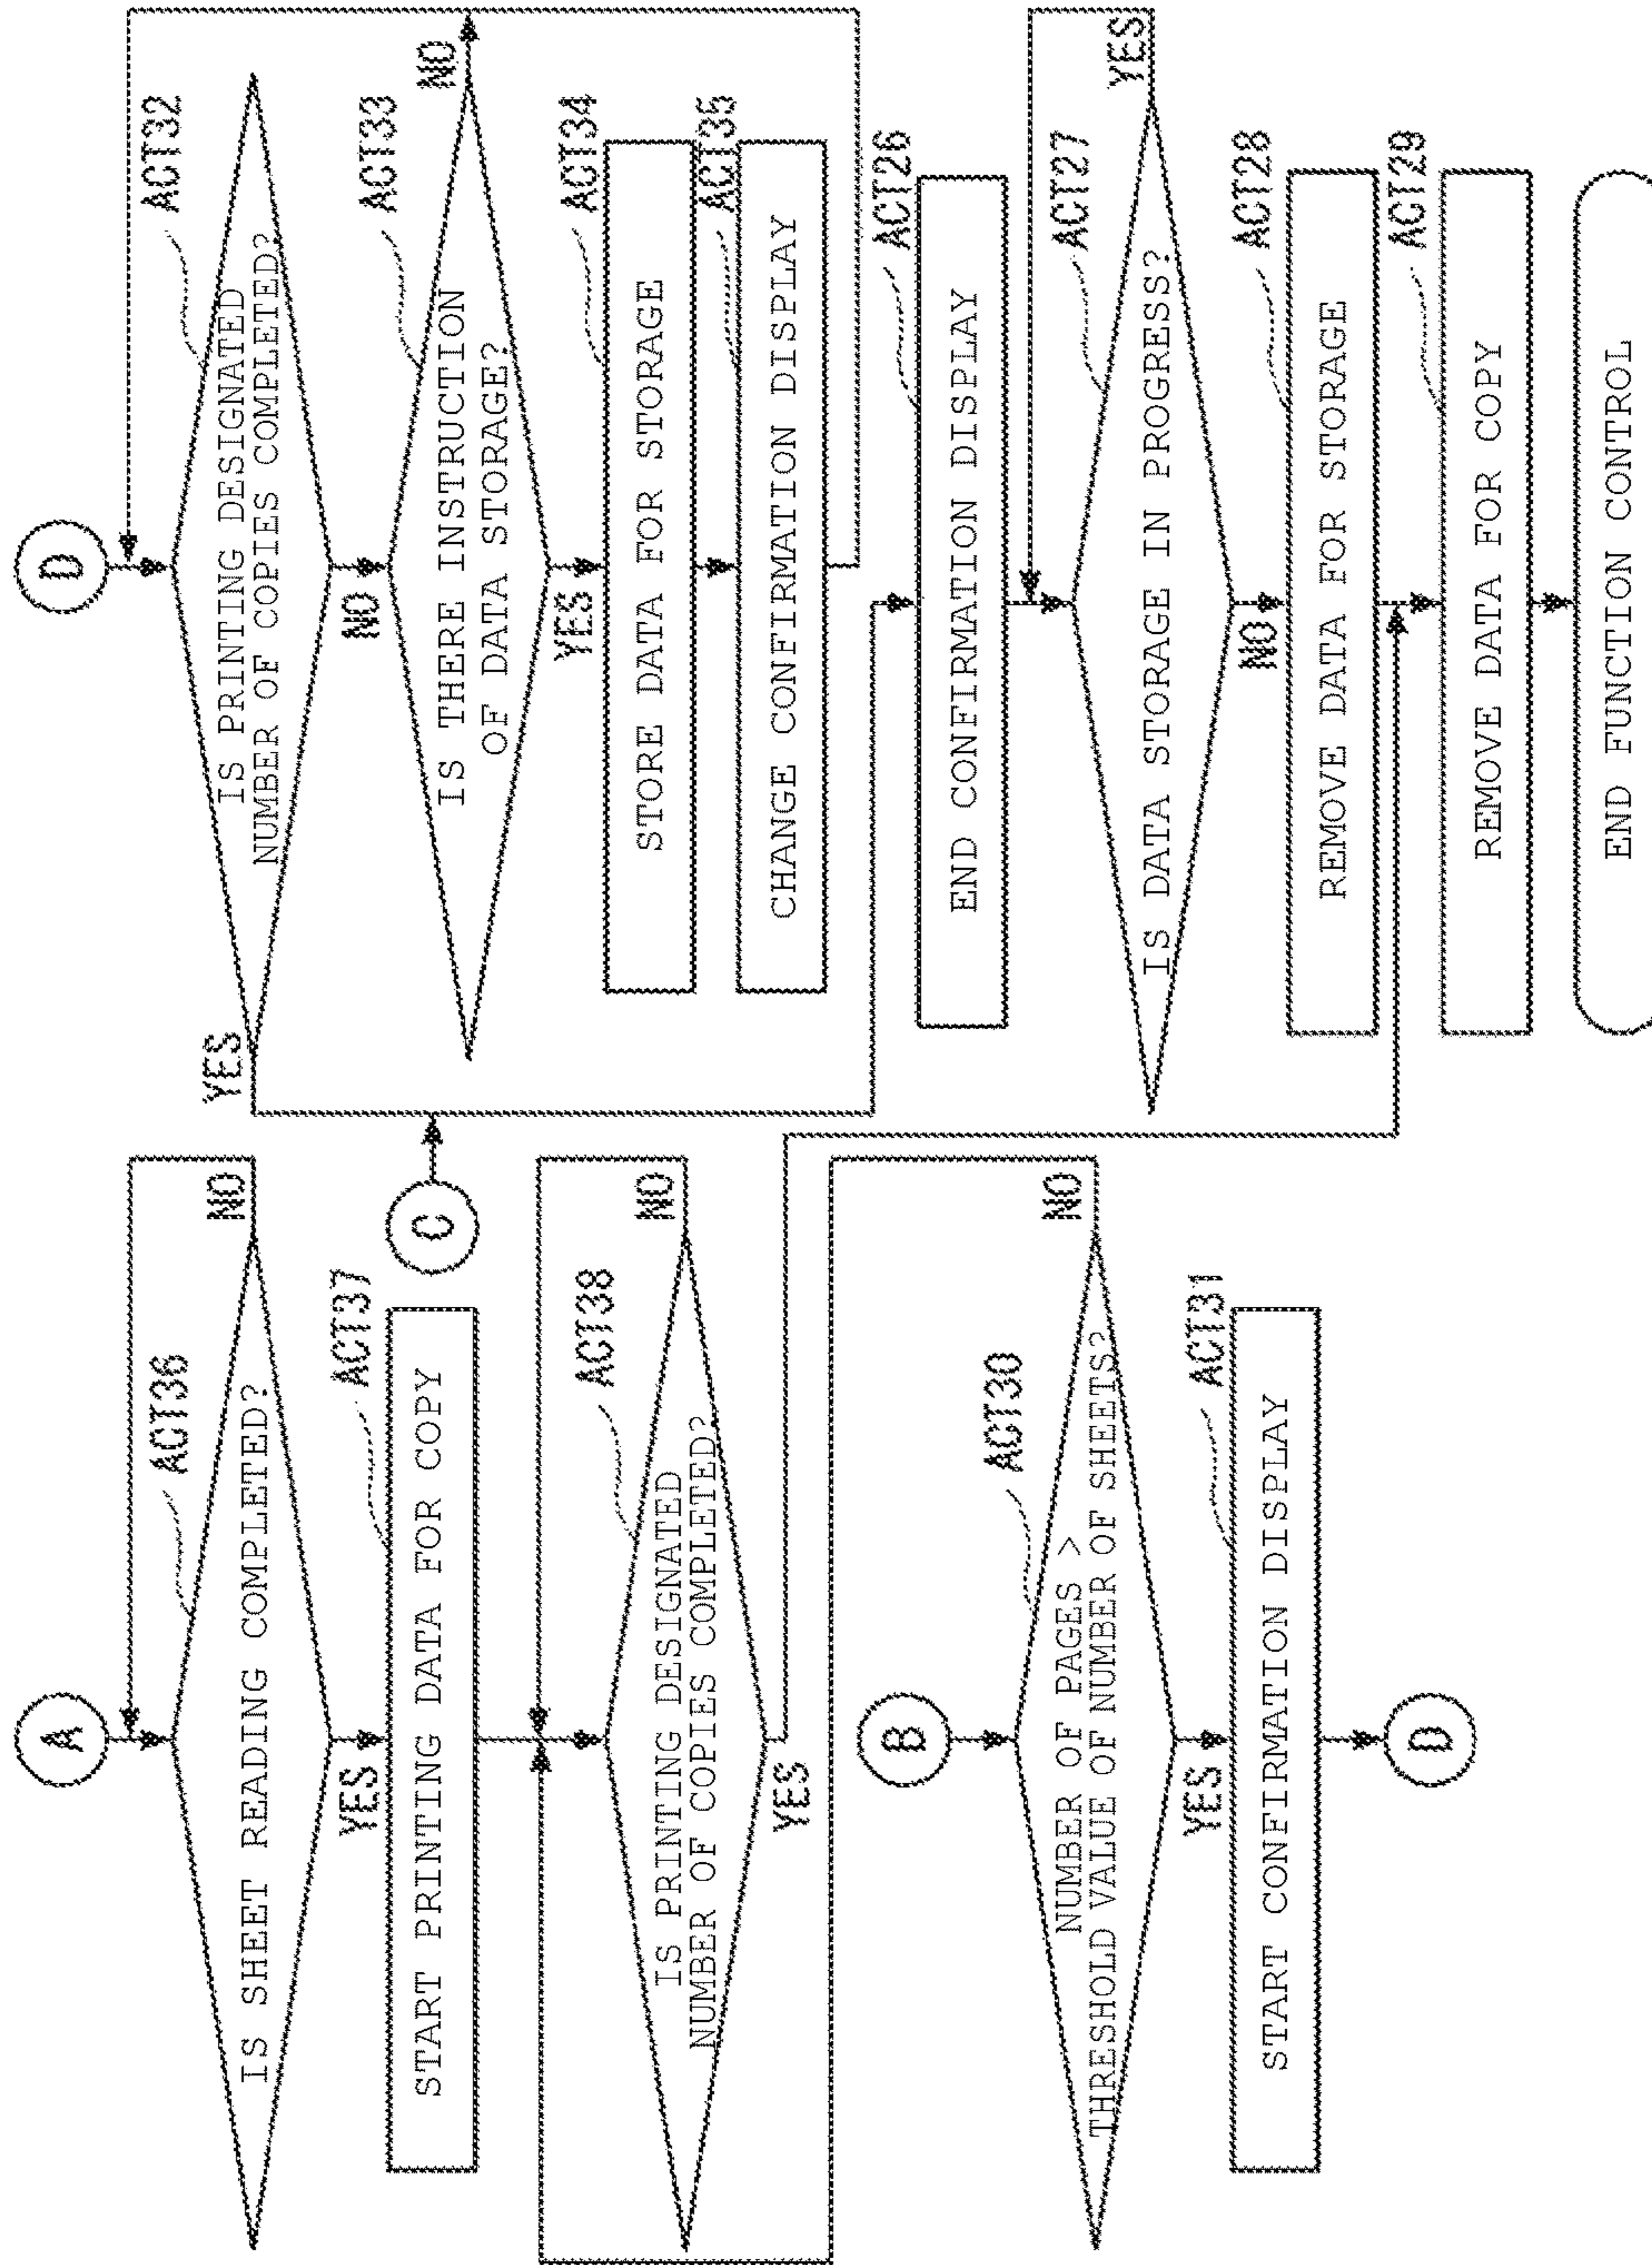 A
ACT36
IS SHEET READING COMPLETED?
NO
YES
ACT37
START PRINTING DATA FOR COPY
ACT38
IS PRINTING DESIGNATED
NUMBER OF COPIES COMPLETED?
NO
YES
B
ACT30
NUMBER OF PAGES >
THRESHOLD VALUE OF NUMBER OF SHEETS?
NO
YES
ACT31
START CONFIRMATION DISPLAY
D
C
D
ACT32
IS PRINTING DESIGNATED
NUMBER OF COPIES COMPLETED?
YES
NO
ACT33
IS THERE INSTRUCTION
OF DATA STORAGE?
NO
YES
ACT34
STORE DATA FOR STORAGE
ACT35
CHANGE CONFIRMATION DISPLAY
ACT26
END CONFIRMATION DISPLAY
ACT27
IS DATA STORAGE IN PROGRESS?
YES
NO
ACT28
REMOVE DATA FOR STORAGE
ACT29
REMOVE DATA FOR COPY
END FUNCTION CONTROL